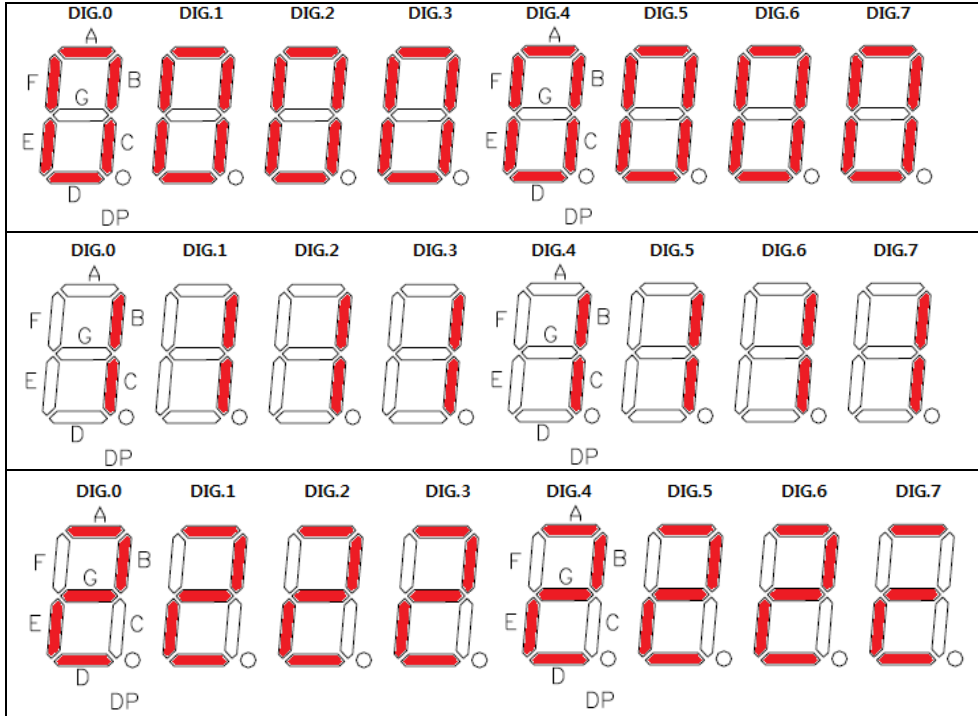 DIG.0 DIG.1 DIG.2 DIG.3 DIG.4 DIG.5 DIG.6 DIG.7
A A
F B F B
G G
E C E C
D D
DP DP
DIG.0 DIG.1 DIG.2 DIG.3 DIG.4 DIG.5 DIG.6 DIG.7
A A
F B F B
G G
E C E C
D D
DP DP
DIG.0 DIG.1 DIG.2 DIG.3 DIG.4 DIG.5 DIG.6 DIG.7
A A
F B F B
G G
E C E C
D D
DP DP